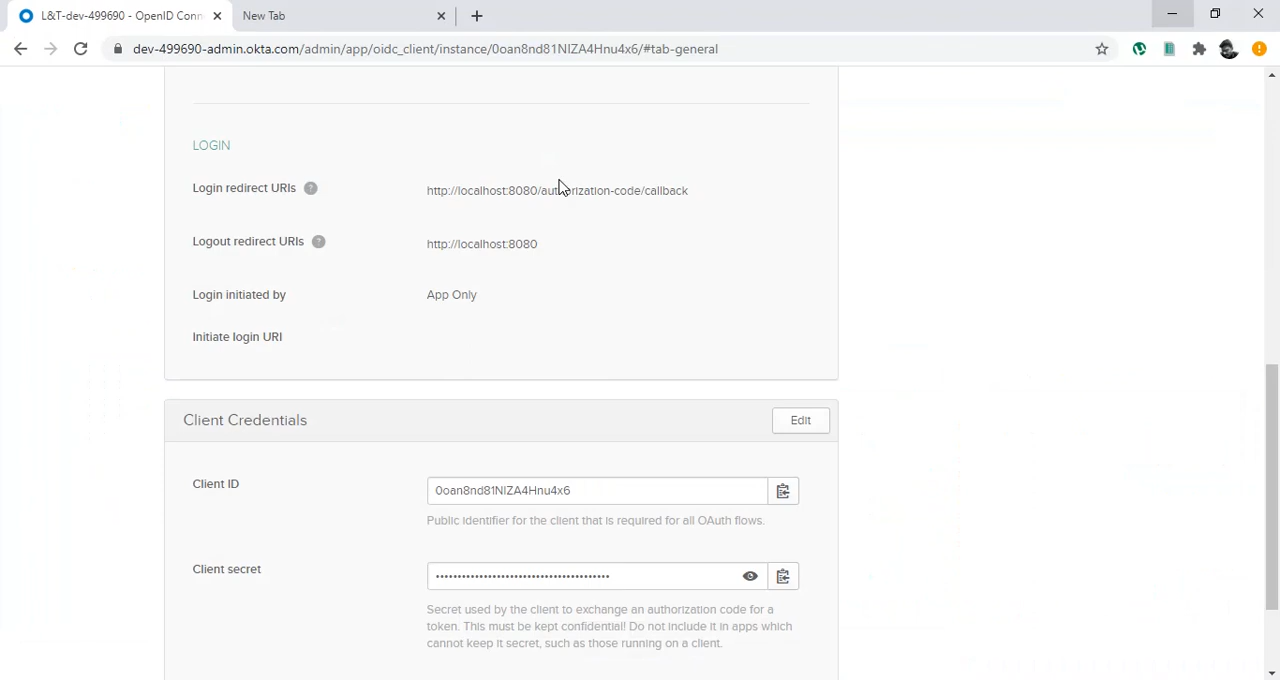 L&T-dev-499690 - OpenID Conn
New Tab
dev-499690-admin.okta.com/admin/app/oidc_client/instance/0oan8nd81NIZA4Hnu4x6/#tab-general
LOGIN
Login redirect URIs ?
http://localhost:8080/authorization-code/callback
Logout redirect URIs ?
http://localhost:8080
Login initiated by
App Only
Initiate login URI
Client Credentials
Edit
Client ID
0oan8nd81NIZA4Hnu4x6
Public identifier for the client that is required for all OAuth flows.
Client secret
••••••••••••••••••••••••••••••••••••••••
Secret used by the client to exchange an authorization code for a
token. This must be kept confidential! Do not include it in apps which
cannot keep it secret, such as those running on a client.